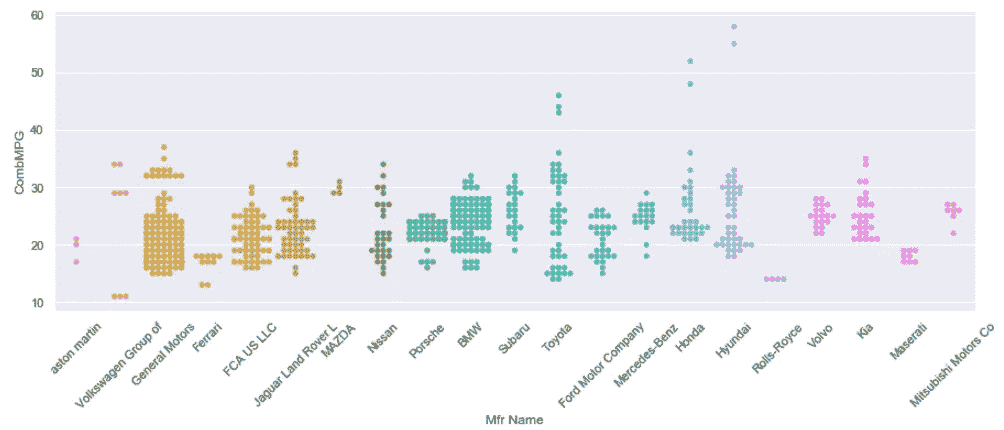 60
50
40
30
20
10
CombMPG
aston martin
Volkswagen Group of
General Motors
Ferrari
FCA US LLC
Jaguar Land Rover L
MAZDA
Nissan
Porsche
BMW
Subaru
Toyota
Ford Motor Company
Mercedes-Benz
Honda
Hyundai
Rolls-Royce
Volvo
Kia
Maserati
Mitsubishi Motors Co
Mfr Name